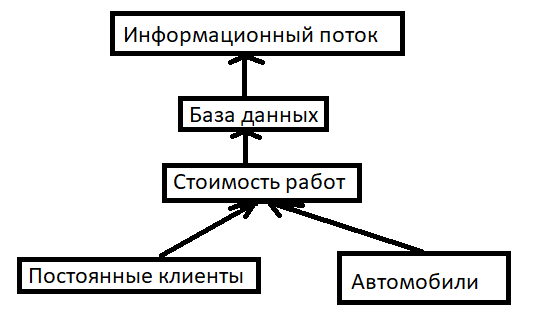 Информационный поток
База данных
Стоимость работ
Постоянные клиенты
Автомобили